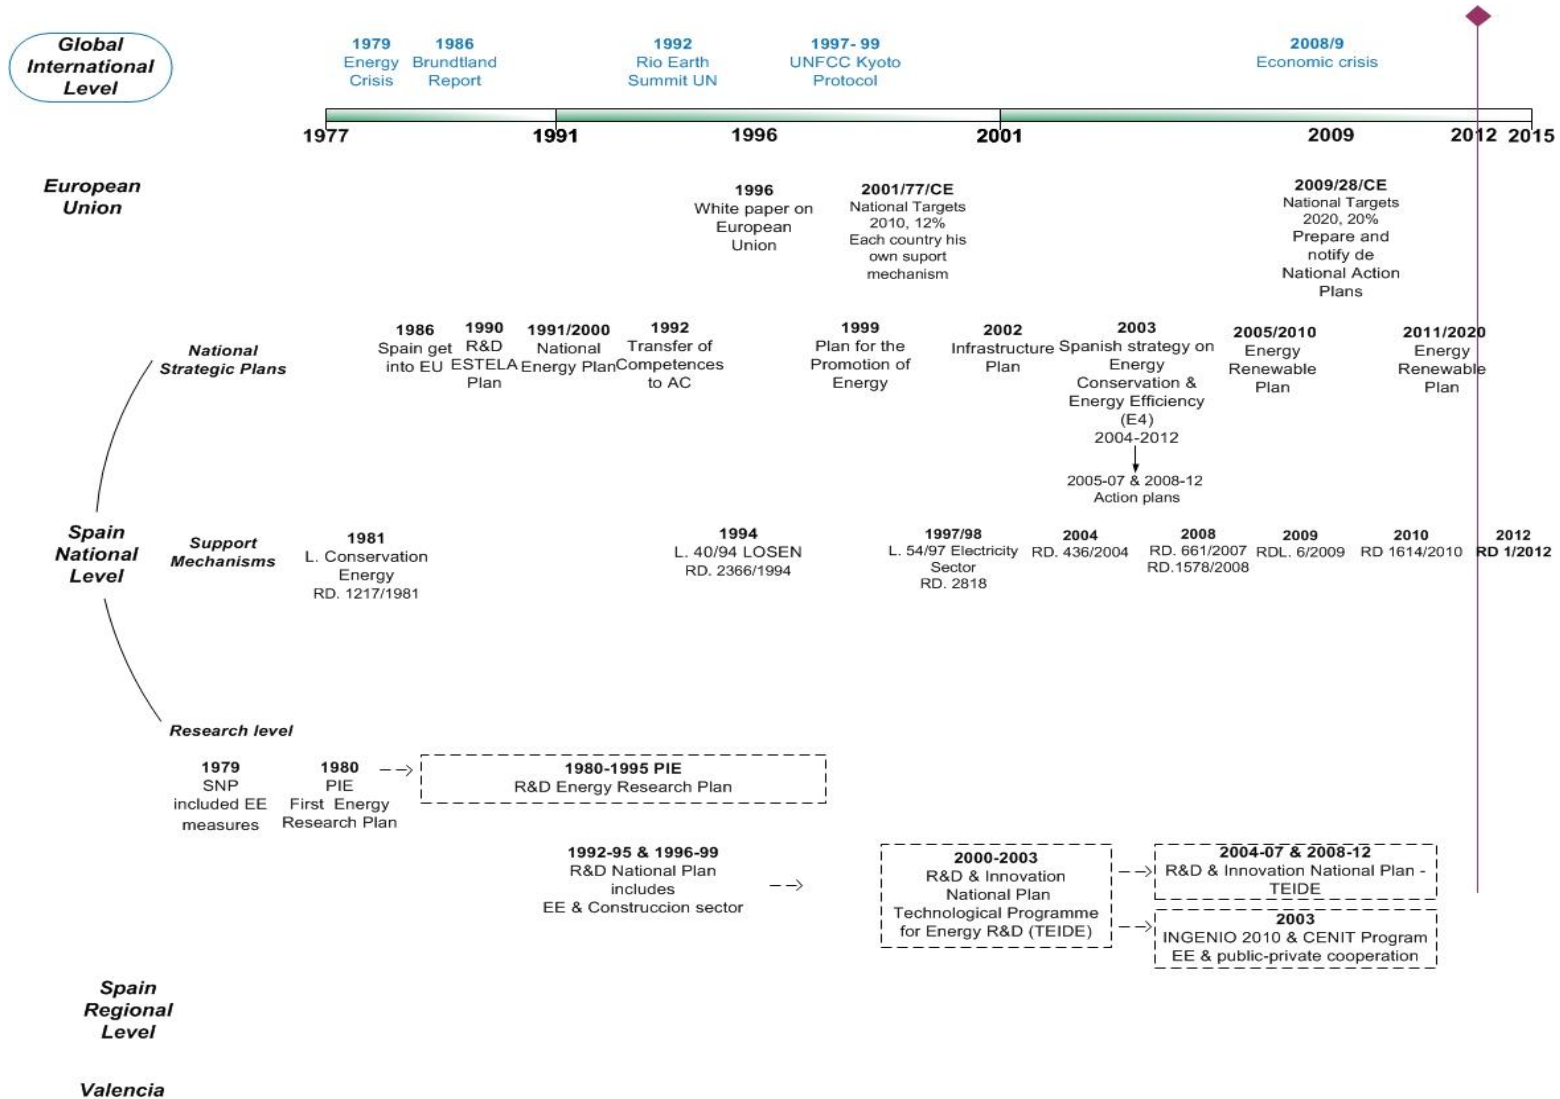 Global
International
Level
1979
Energy
Crisis
1986
Brundtland
Report
1992
Rio Earth
Summit UN
1997- 99
UNFCC Kyoto
Protocol
2008/9
Economic crisis
1977
1991
1996
2001
2009
2012
2015
European
Union
1996
White paper on
European
Union
2001/77/CE
National Targets
2010, 12%
Each country his
own suport
mechanism
2009/28/CE
National Targets
2020, 20%
Prepare and
notify de
National Action
Plans
National
Strategic Plans
1986
Spain get
into EU
1990
R&D
ESTELA
Plan
1991/2000
National
Energy Plan
1992
Transfer of
Competences
to AC
1999
Plan for the
Promotion of
Energy
2002
Infrastructure
Plan
2003
Spanish strategy on
Energy
Conservation &
Energy Efficiency
(E4)
2004-2012
2005-07 & 2008-12
Action plans
2005/2010
Energy
Renewable
Plan
2011/2020
Energy
Renewable
Plan
Spain
National
Level
Support
Mechanisms
1981
L. Conservation
Energy
RD. 1217/1981
1994
L. 40/94 LOSEN
RD. 2366/1994
1997/98
L. 54/97 Electricity
Sector
RD. 2818
2004
RD. 436/2004
2008
RD. 661/2007
RD.1578/2008
2009
RDL. 6/2009
2010
RD 1614/2010
2012
RD 1/2012
Research level
1979
SNP
included EE
measures
1980
PIE
First Energy
Research Plan
1980-1995 PIE
R&D Energy Research Plan
1992-95 & 1996-99
R&D National Plan
includes
EE & Construccion sector
2000-2003
R&D & Innovation
National Plan
Technological Programme
for Energy R&D (TEIDE)
2004-07 & 2008-12
R&D & Innovation National Plan -
TEIDE
2003
INGENIO 2010 & CENIT Program
EE & public-private cooperation
Spain
Regional
Level
Valencia